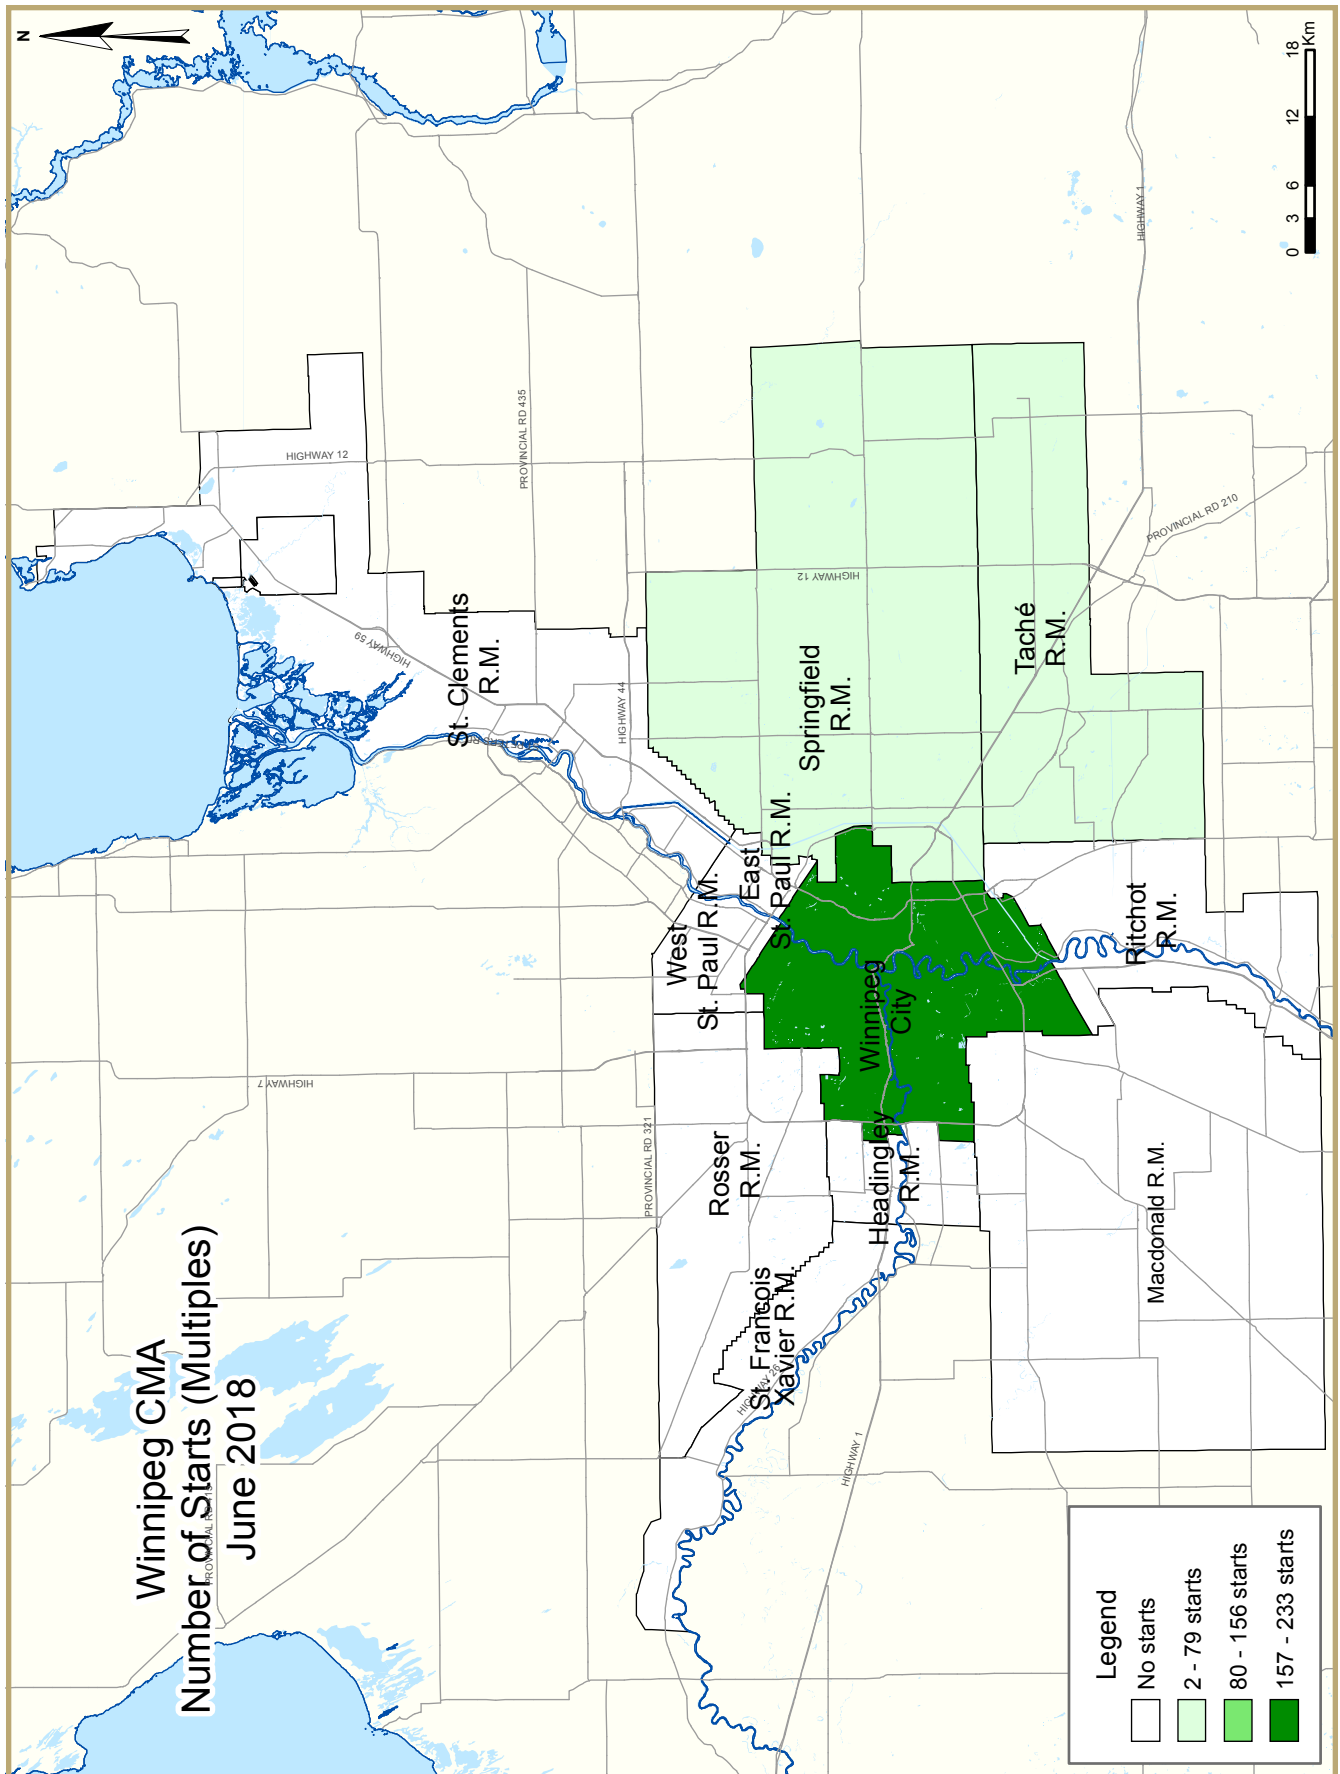 Winnipeg CMA
Number of Starts (Multiples)
June 2018
N
HIGHWAY 12
PROVINCIAL RD 435
HIGHWAY 59
St. Clements
R.M.
HIGHWAY 44
HIGHWAY 7
PROVINCIAL RD 321
West
St. Paul R.M.
East
St. Paul R.M.
Springfield
R.M.
HIGHWAY 12
HIGHWAY 1
Rosser
R.M.
St. Francois
Xavier R.M.
HIGHWAY 26
Headingley
R.M.
Winnipeg
City
Taché
R.M.
PROVINCIAL RD 210
Ritchot
R.M.
Macdonald R.M.
HIGHWAY 1
Legend
No starts
2 - 79 starts
80 - 156 starts
157 - 233 starts
0 3 6 12 18
Km